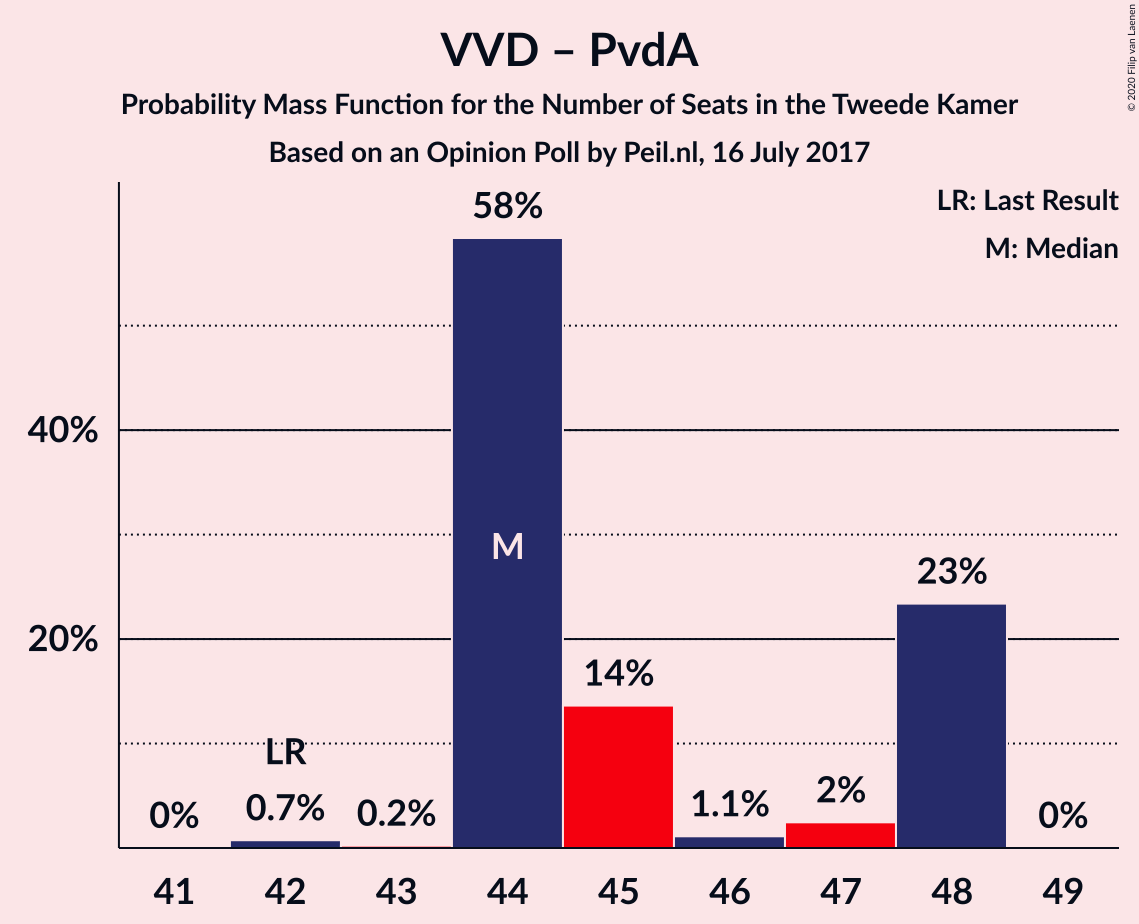 VVD – PvdA
Probability Mass Function for the Number of Seats in the Tweede Kamer
Based on an Opinion Poll by Peil.nl, 16 July 2017
© 2020 Filip van Laenen
LR: Last Result
M: Median
58%
40%
M
23%
20%
14%
LR
0%
0.7%
0.2%
1.1%
2%
0%
41 42 43 44 45 46 47 48 49